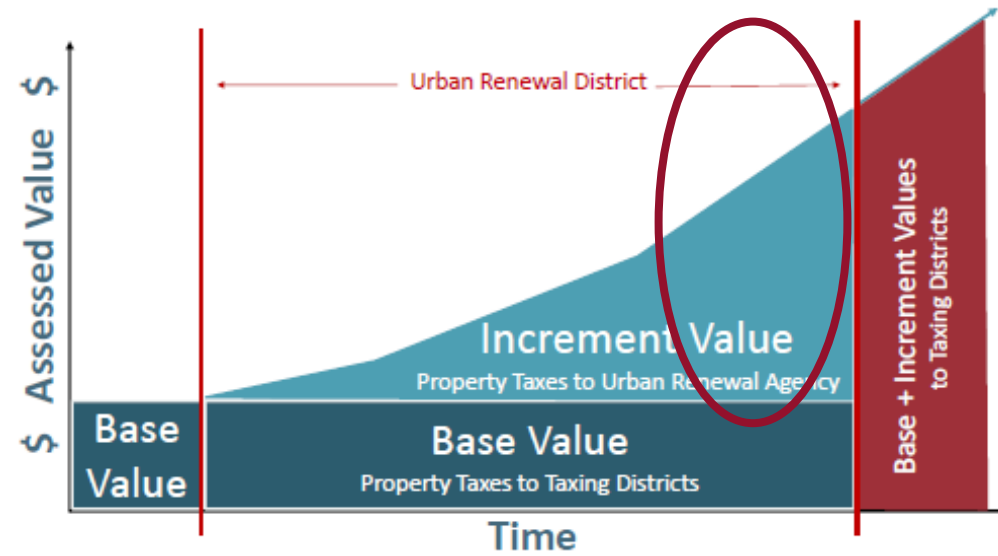 Urban Renewal District
$ Assessed Value $
Increment Value
Property Taxes to Urban Renewal Agency
Base
Value
Base Value
Property Taxes to Taxing Districts
Base + Increment Values
to Taxing Districts
Time